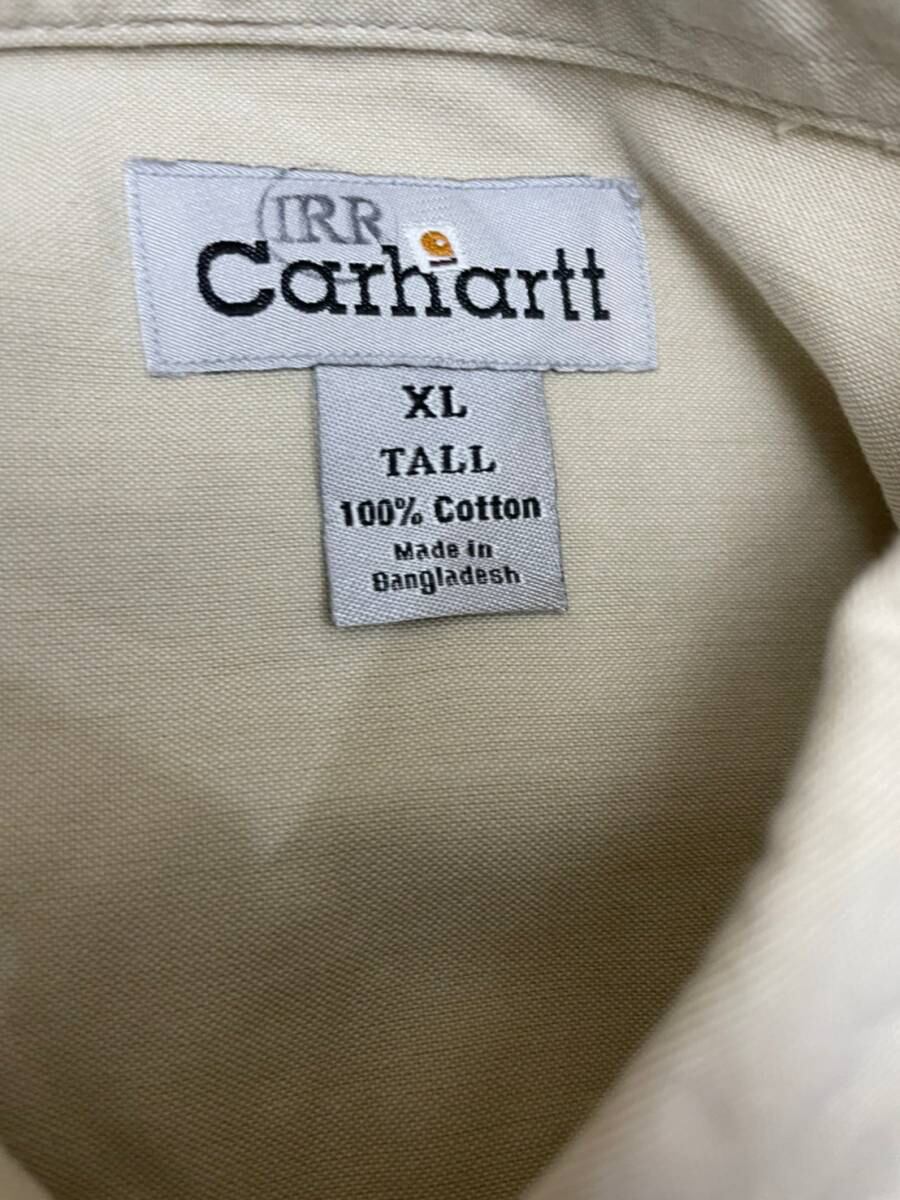 IRR
Carhartt
XL
TALL
100% Cotton
Made in
Bangladesh